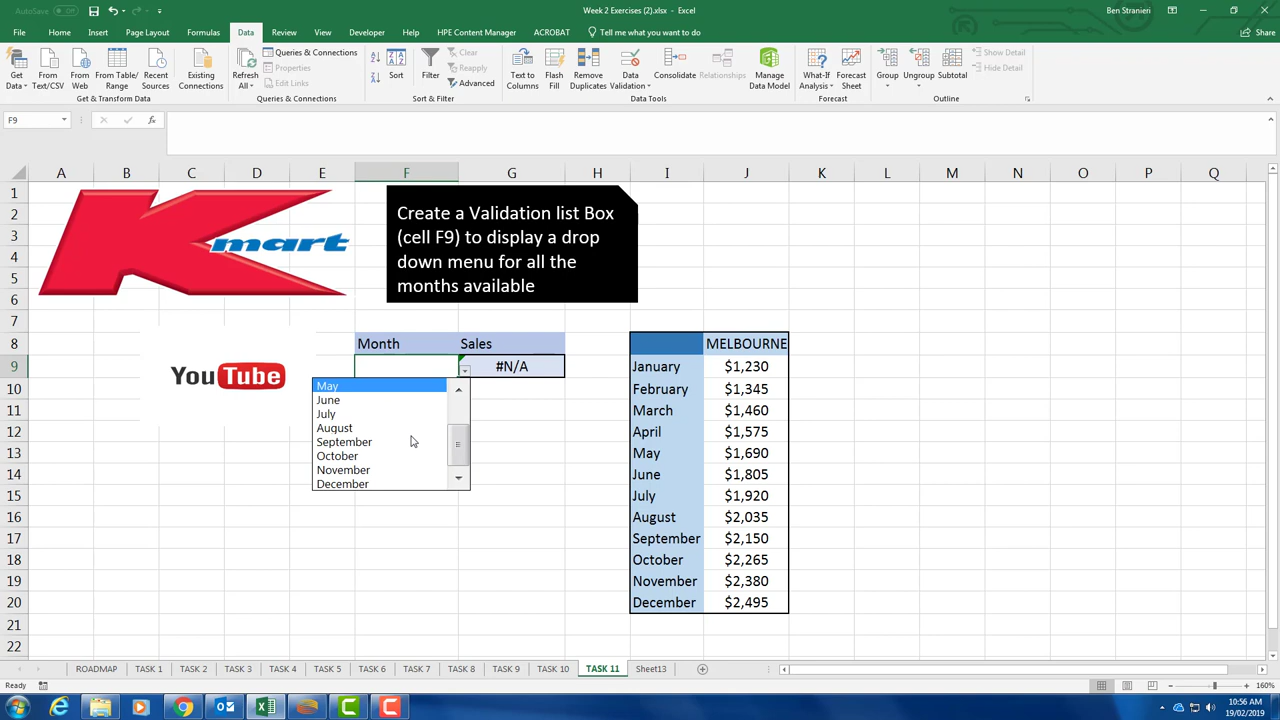 AutoSave Off
Week 2 Exercises (2).xlsx - Excel
Ben Stranieri
File Home Insert Page Layout Formulas Data Review View Developer Help HPE Content Manager ACROBAT Tell me what you want to do Share
Get Data
From Text/CSV
From Web
From Table/ Range
Recent Sources
Existing Connections
Refresh All
Queries & Connections
Properties
Edit Links
Sort
Filter
Clear
Reapply
Advanced
Text to Columns
Flash Fill
Remove Duplicates
Data Validation
Consolidate
Relationships
Manage Data Model
What-If Analysis
Forecast Sheet
Group
Ungroup
Subtotal
Show Detail
Hide Detail
Get & Transform Data
Queries & Connections
Sort & Filter
Data Tools
Forecast
Outline
F9
fx
A B C D E F G H I J K L M N O P Q
1
2
3
4
5
6
7
8
9
10
11
12
13
14
15
16
17
18
19
20
21
22
Kmart
Create a Validation list Box
(cell F9) to display a drop
down menu for all the
months available
YouTube
Month Sales
#N/A
May
June
July
August
September
October
November
December
MELBOURNE
January $1,230
February $1,345
March $1,460
April $1,575
May $1,690
June $1,805
July $1,920
August $2,035
September $2,150
October $2,265
November $2,380
December $2,495
ROADMAP TASK 1 TASK 2 TASK 3 TASK 4 TASK 5 TASK 6 TASK 7 TASK 8 TASK 9 TASK 10 TASK 11 Sheet13
Ready
160%
10:56 AM
19/02/2019